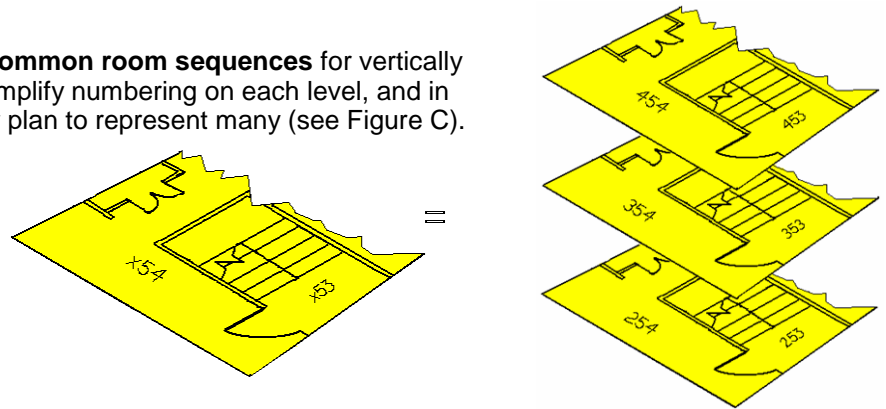 ommon room sequences for vertically
mplify numbering on each level, and in
plan to represent many (see Figure C).
x54
x53
=
454
453
354
353
254
253